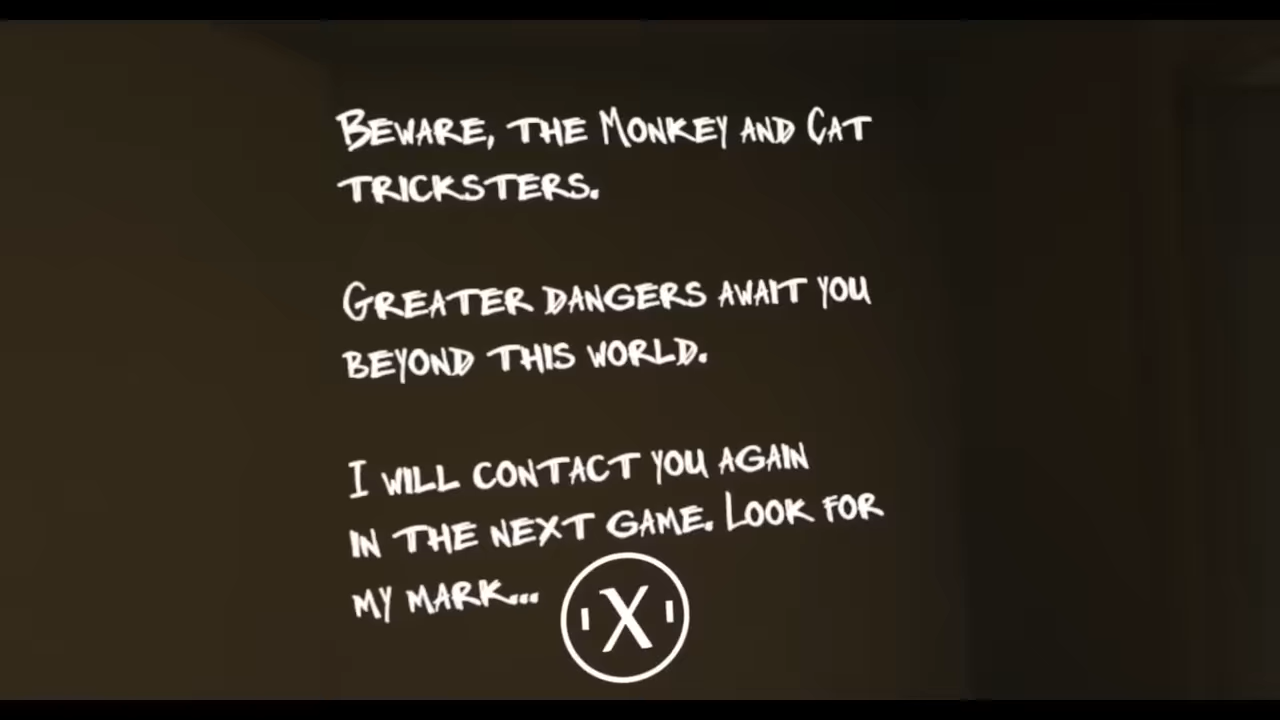 Beware, the Monkey and Cat
tricksters.
Greater dangers await you
beyond this world.
I will contact you again
in the next game. Look for
my mark...
X